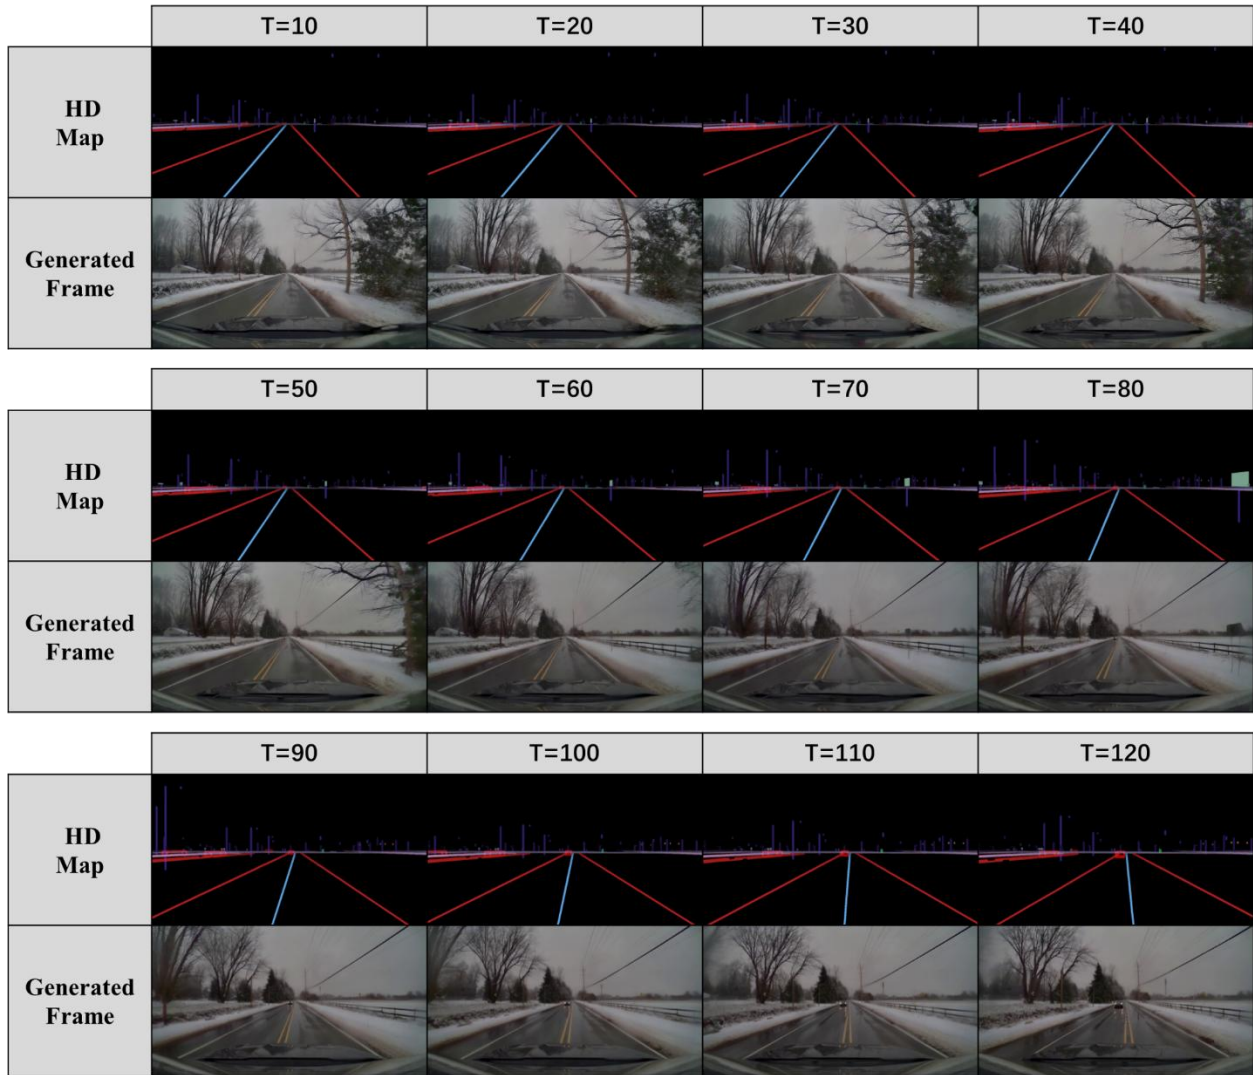 T=10 T=20 T=30 T=40
HD
Map
Generated
Frame
T=50 T=60 T=70 T=80
HD
Map
Generated
Frame
T=90 T=100 T=110 T=120
HD
Map
Generated
Frame